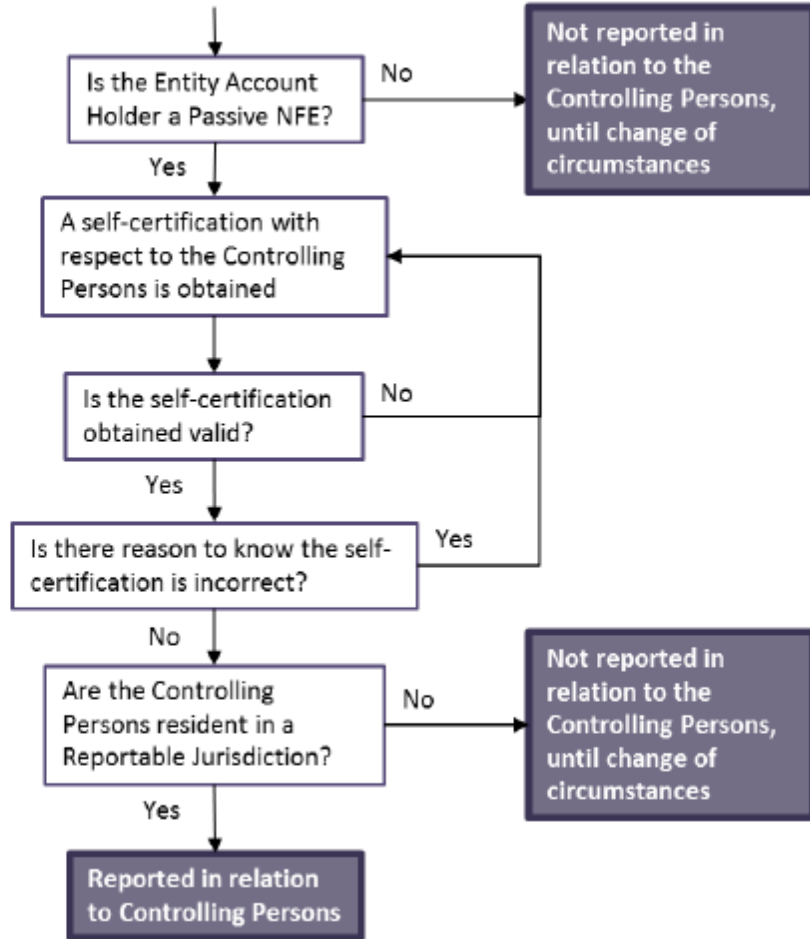 Is the Entity Account
Holder a Passive NFE?
No
Not reported in
relation to the
Controlling Persons,
until change of
circumstances
Yes
A self-certification with
respect to the Controlling
Persons is obtained
Is the self-certification
obtained valid?
No
Yes
Is there reason to know the self-
certification is incorrect?
Yes
No
Are the Controlling
Persons resident in a
Reportable Jurisdiction?
No
Not reported in
relation to the
Controlling Persons,
until change of
circumstances
Yes
Reported in relation
to Controlling Persons